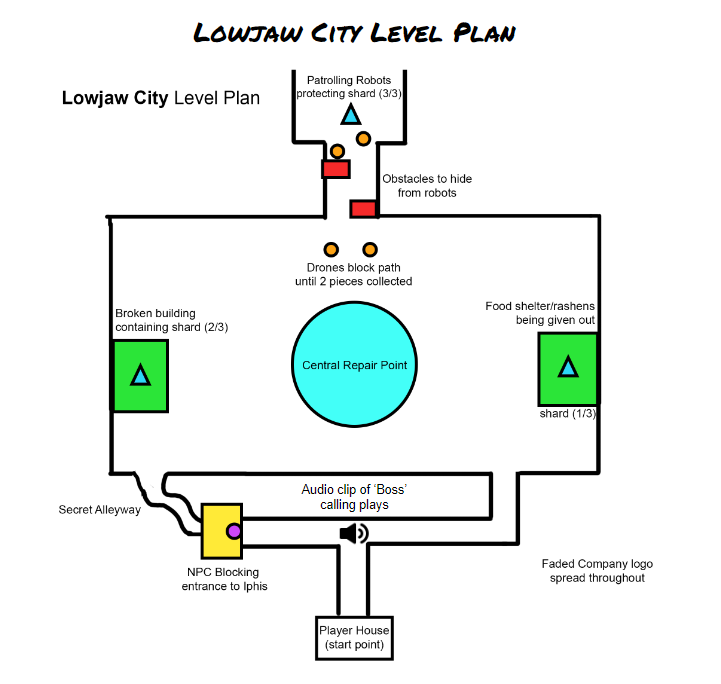 Lowjaw City Level Plan
Lowjaw City Level Plan
Patrolling Robots
protecting shard (3/3)
Obstacles to hide
from robots
Drones block path
until 2 pieces collected
Broken building
containing shard (2/3)
Food shelter/rashens
being given out
Central Repair Point
shard (1/3)
Audio clip of ‘Boss’
calling plays
Secret Alleyway
NPC Blocking
entrance to Iphis
Faded Company logo
spread throughout
Player House
(start point)